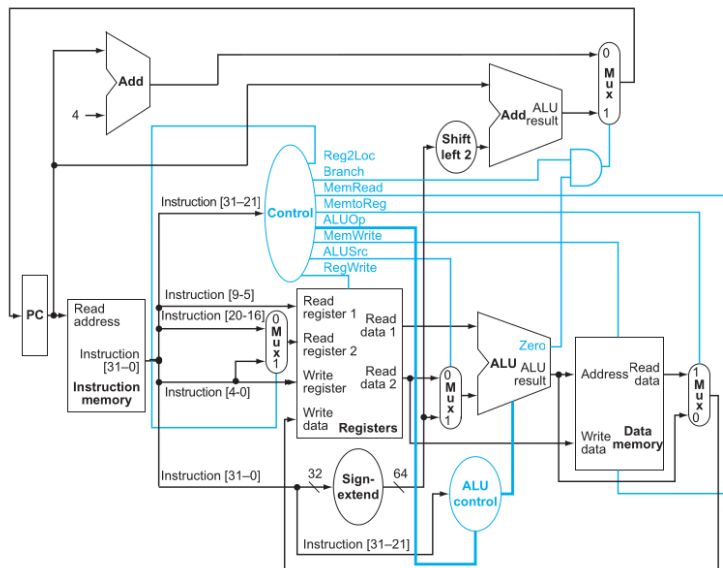 0
M
u
x
1
Add
4
Add
ALU
result
Shift
left 2
Reg2Loc
Branch
MemRead
MemtoReg
ALUOp
MemWrite
ALUSrc
RegWrite
Control
Instruction [31–21]
PC
Read
address
Instruction
[31–0]
Instruction
memory
Instruction [9-5]
Instruction [20-16]
Instruction [4-0]
0
M
u
x
1
Read
register 1
Read
register 2
Write
register
Write
data
Read
data 1
Read
data 2
Registers
0
M
u
x
1
Zero
ALU
ALU
result
Address
Read
data
Write
data
Data
memory
1
M
u
x
0
Instruction [31–0]
32
Sign-
extend
64
ALU
control
Instruction [31–21]